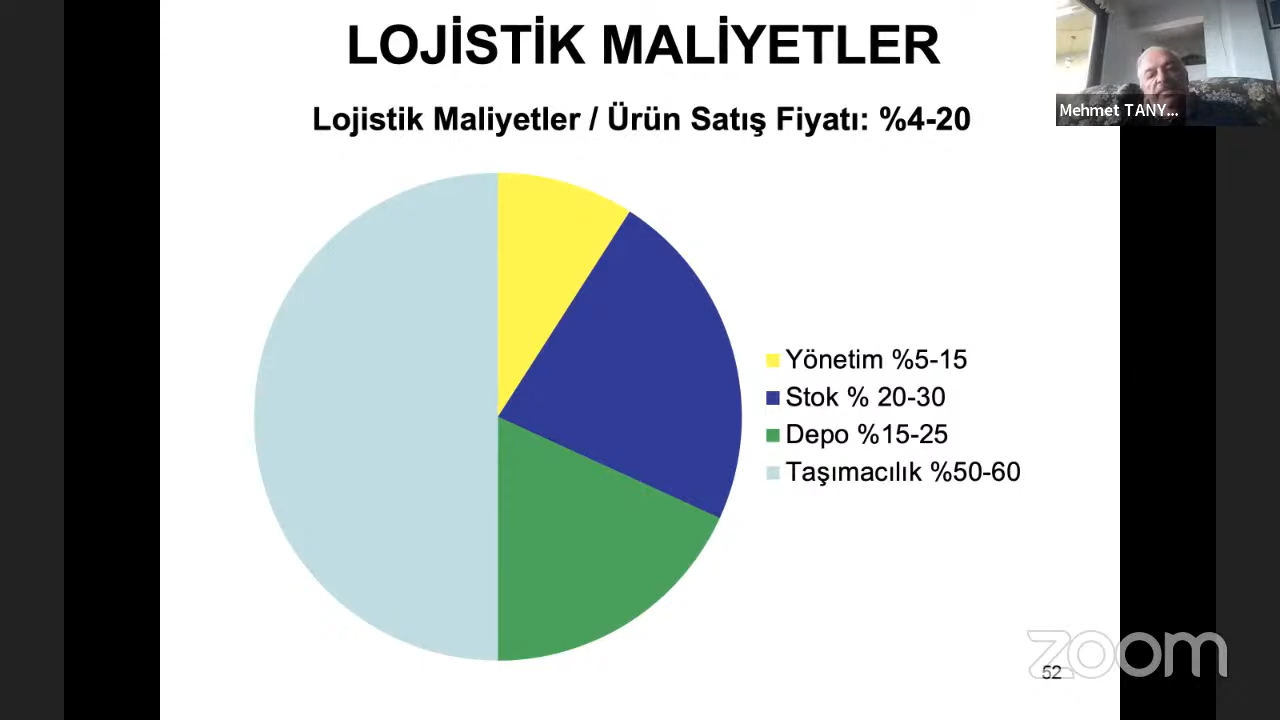 LOJİSTİK MALİYETLER
Mehmet TANY...
Lojistik Maliyetler / Ürün Satış Fiyatı: %4-20
Yönetim %5-15
Stok % 20-30
Depo %15-25
Taşımacılık %50-60
zoom
52